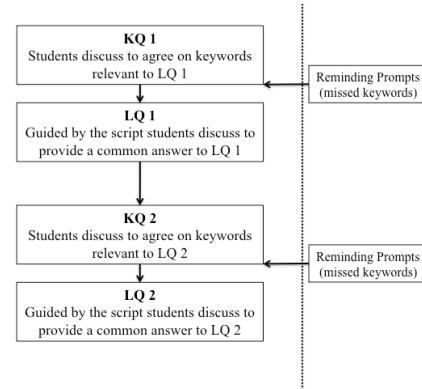 KQ 1
Students discuss to agree on keywords
relevant to LQ 1
Reminding Prompts
(missed keywords)
LQ 1
Guided by the script students discuss to
provide a common answer to LQ 1
KQ 2
Students discuss to agree on keywords
relevant to LQ 2
Reminding Prompts
(missed keywords)
LQ 2
Guided by the script students discuss to
provide a common answer to LQ 2